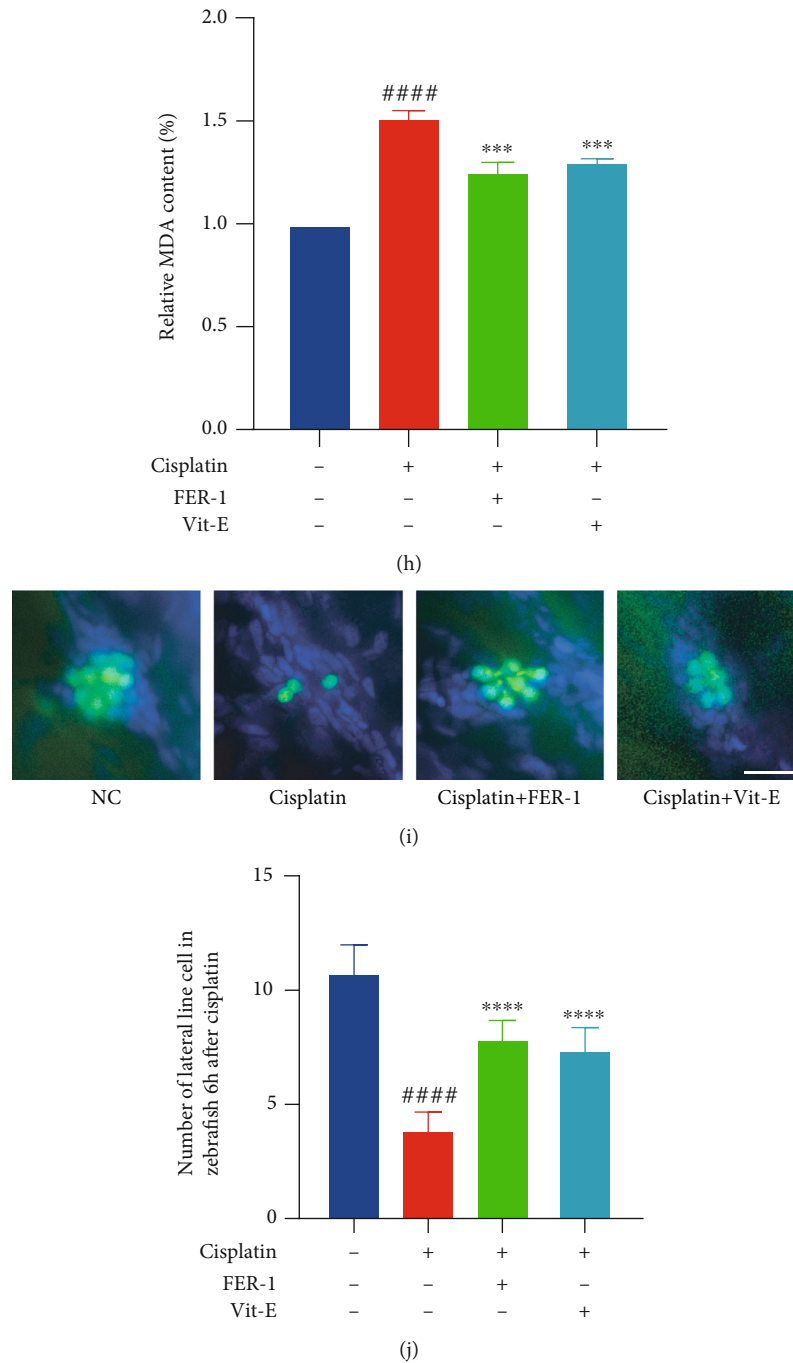 2.0
####
1.5
***
***
1.0
0.5
0.0
Relative MDA content (%)
Cisplatin – + + +
FER-1 – – + –
Vit-E – – – +
(h)
NC Cisplatin Cisplatin+FER-1 Cisplatin+Vit-E
(i)
15
10
****
****
####
5
0
Number of lateral line cell in
zebrafish 6h after cisplatin
Cisplatin – + + +
FER-1 – – + –
Vit-E – – – +
(j)